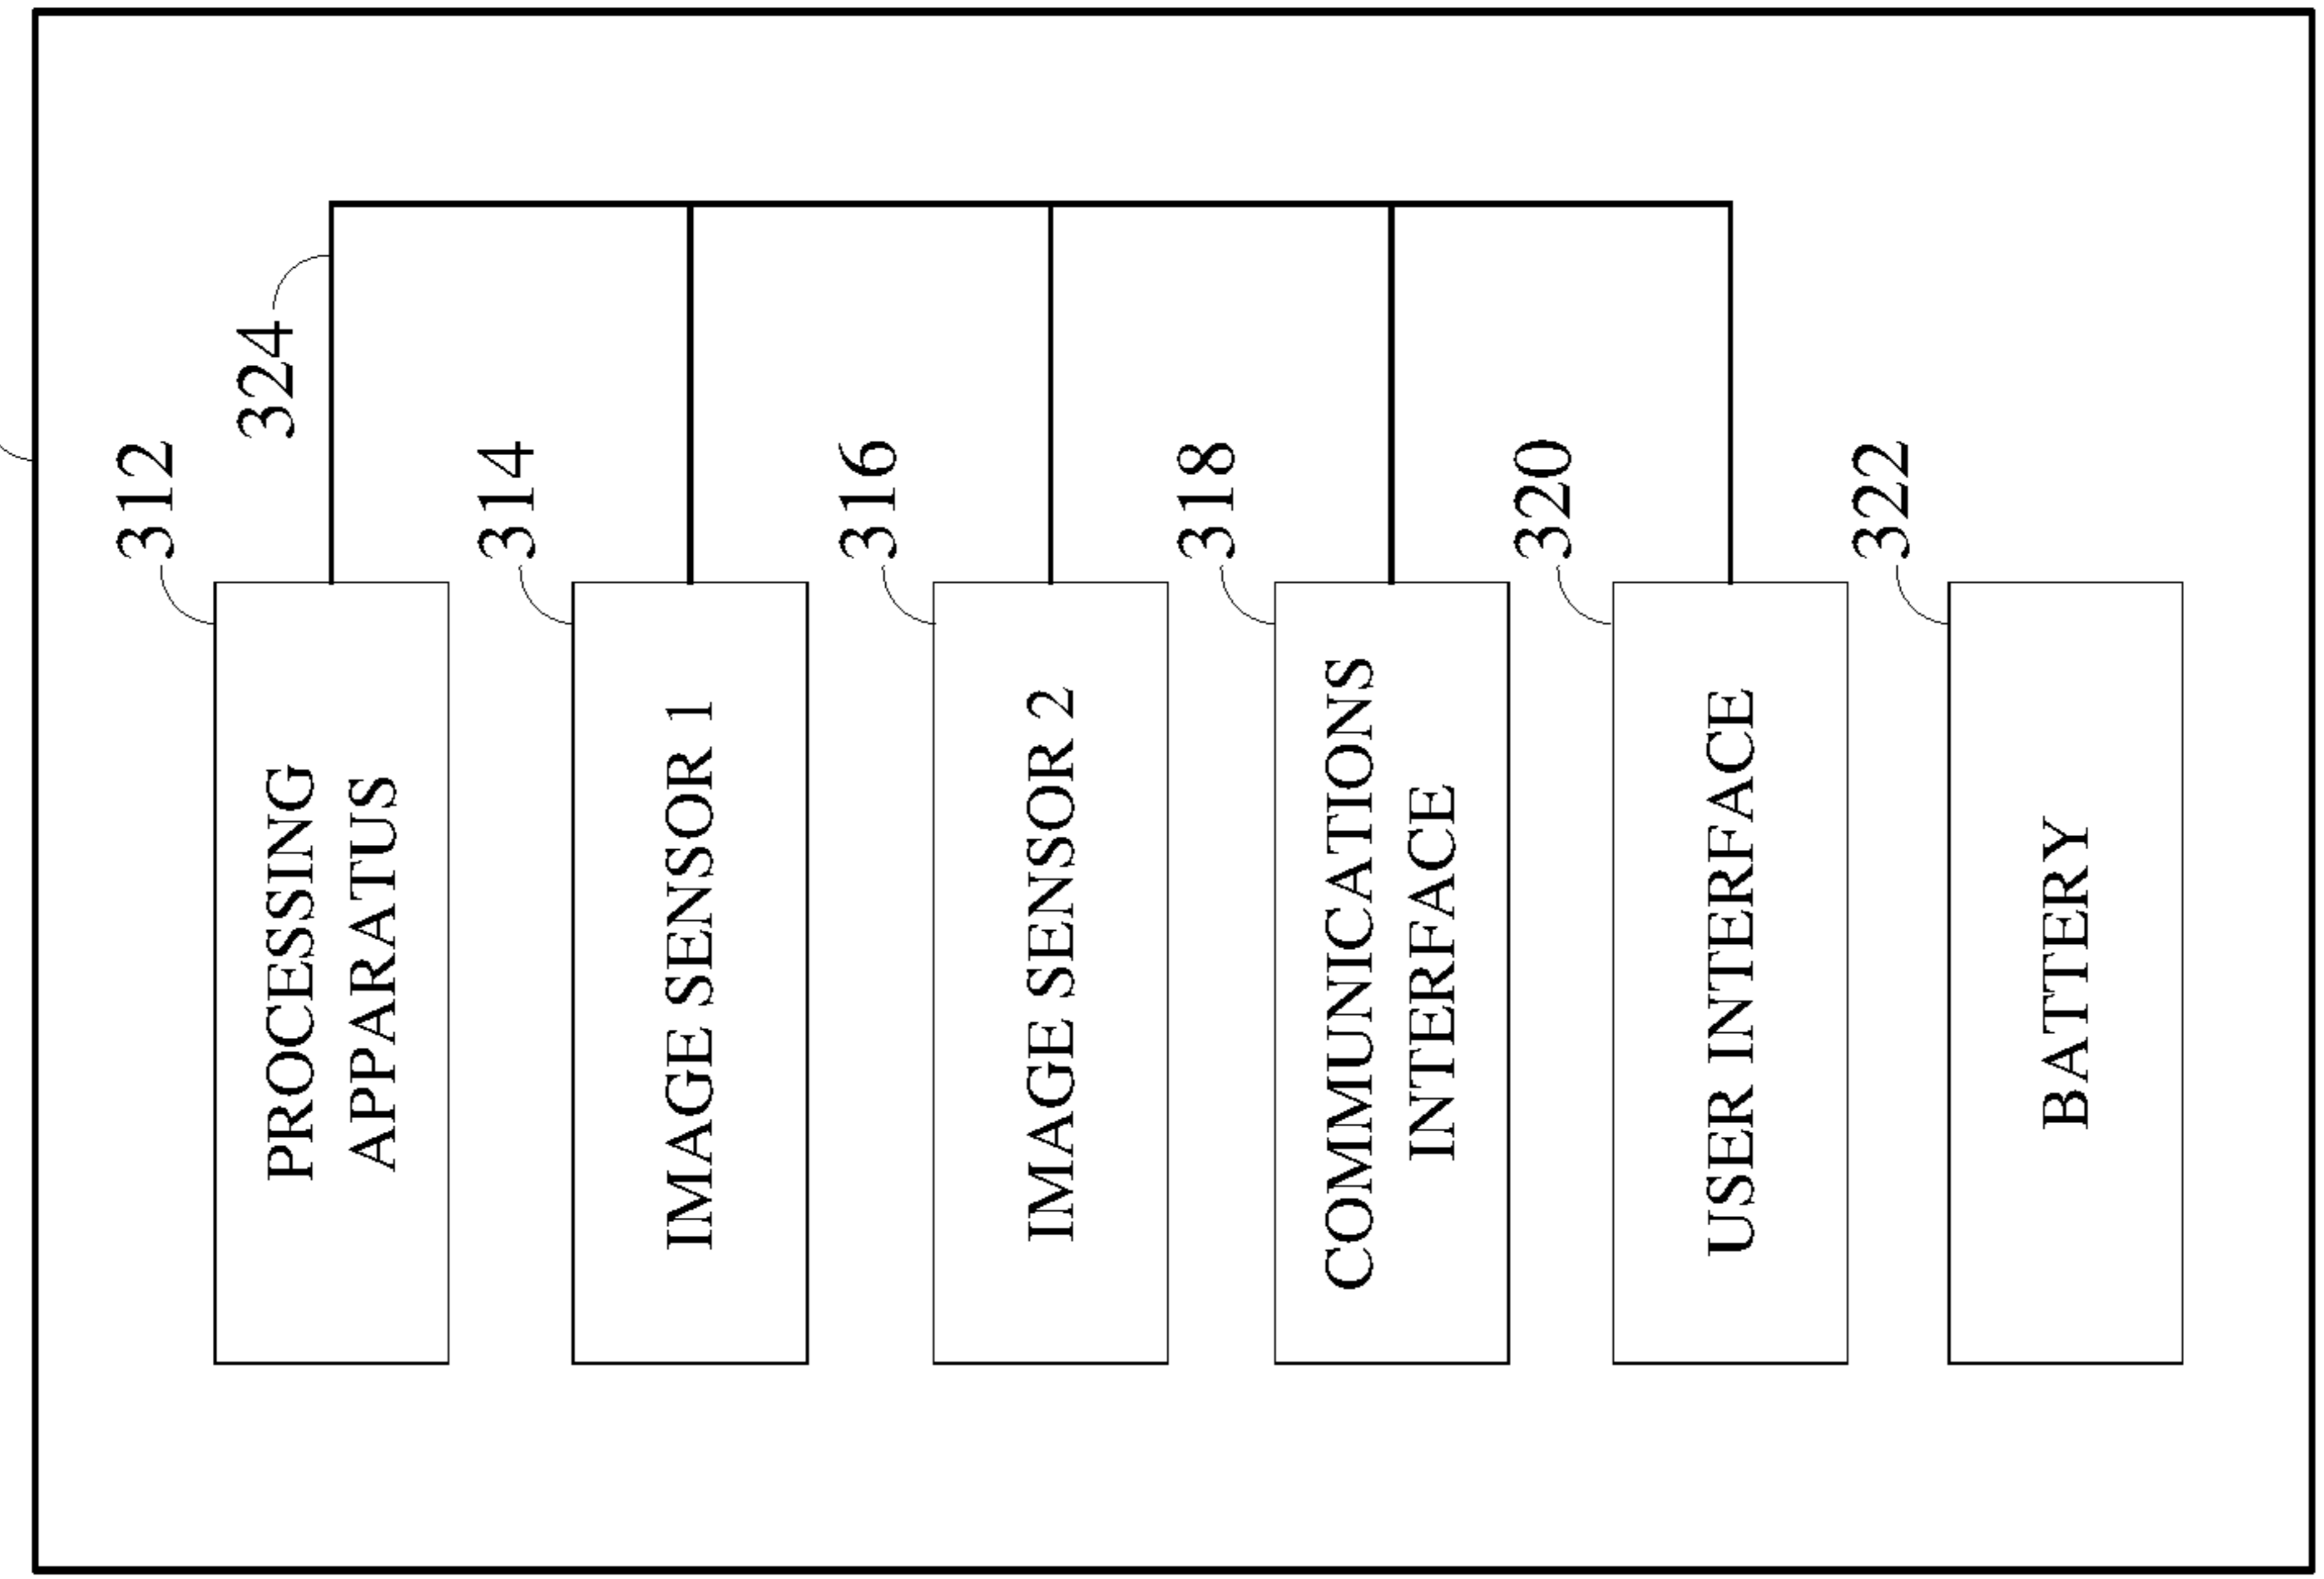 312
324
PROCESSING
APPARATUS
314
IMAGE SENSOR 1
316
IMAGE SENSOR 2
318
COMMUNICATIONS
INTERFACE
320
USER INTERFACE
322
BATTERY